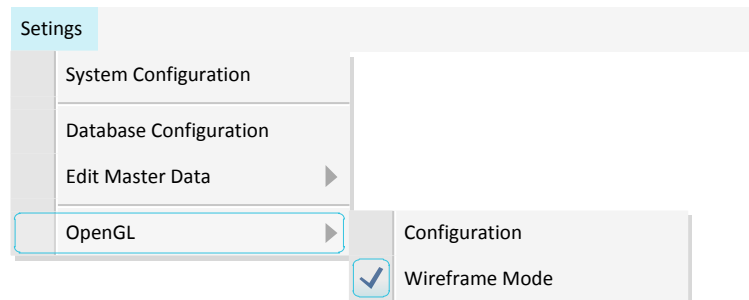 Setings
System Configuration
Database Configuration
Edit Master Data
OpenGL
Configuration
Wireframe Mode